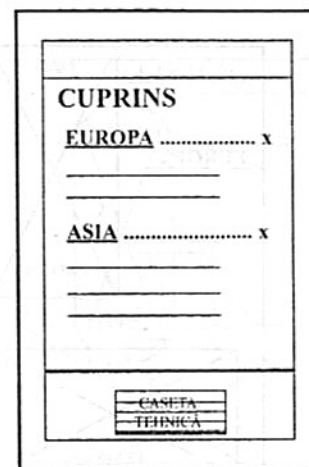 CUPRINS
EUROPA .................. x
ASIA ........................ x
CASETA
TEHNICĂ